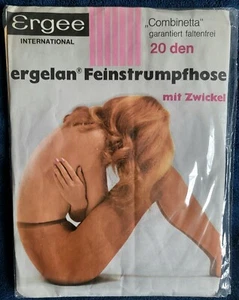 Ergee
INTERNATIONAL
„Combinetta"
garantiert faltenfrei
20 den
ergelan® Feinstrumpfhose
mit Zwickel